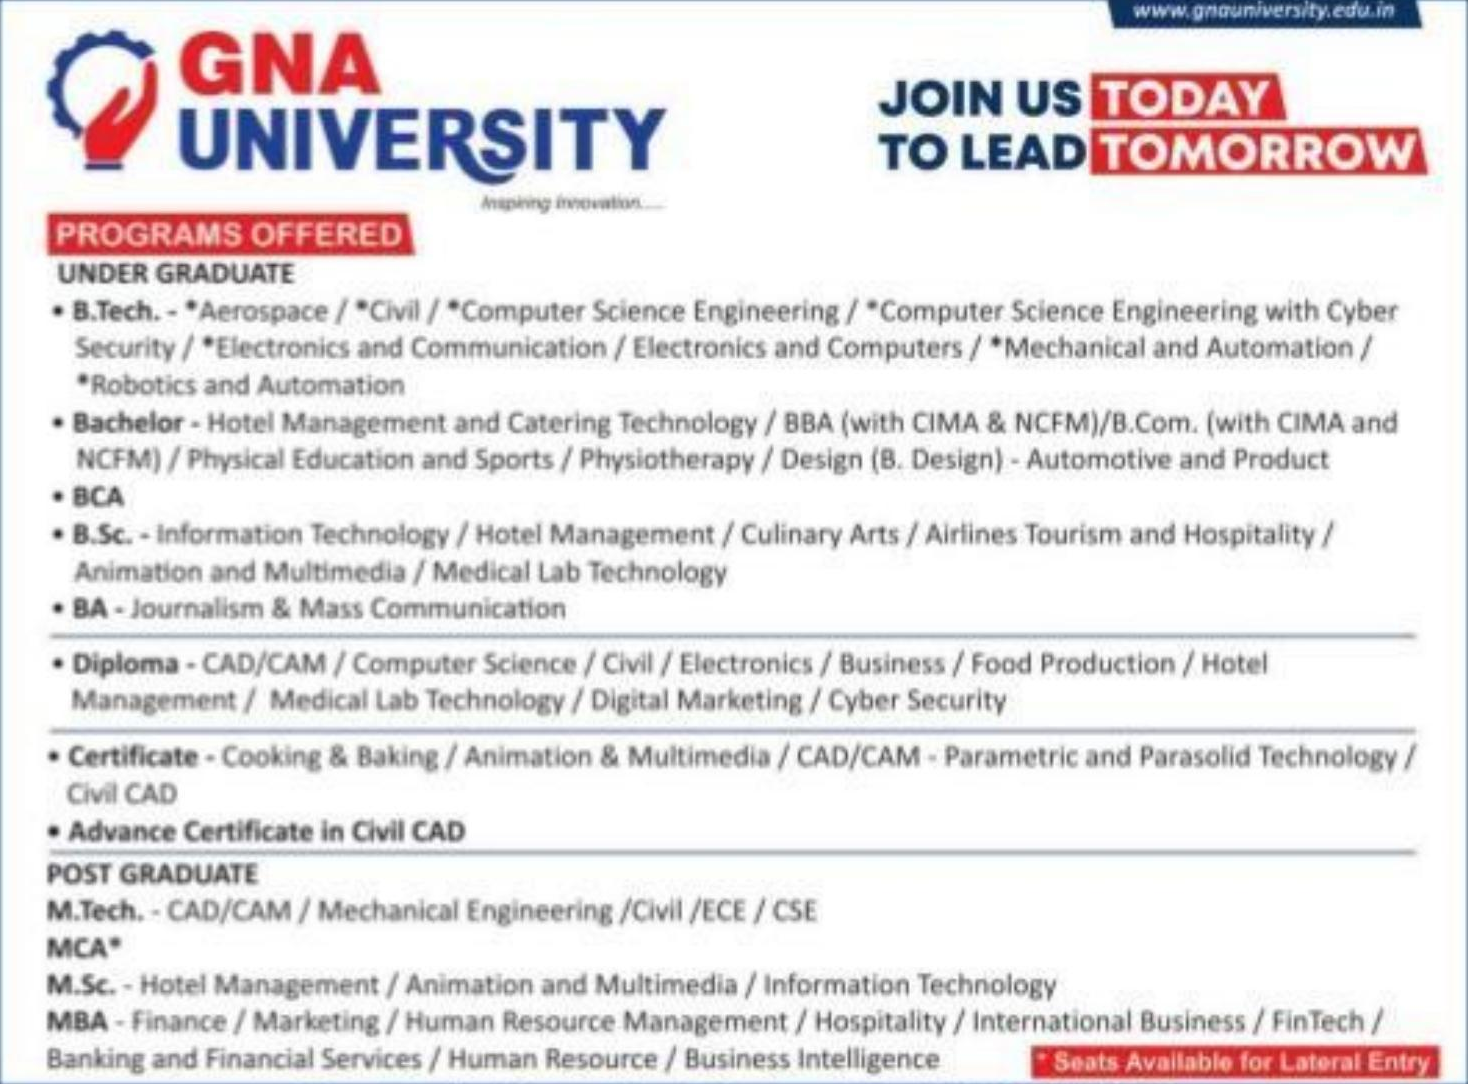 www.gnauniversity.edu.in
GNA
UNIVERSITY
Inspiring Innovation.....
JOIN US TODAY
TO LEAD TOMORROW
PROGRAMS OFFERED
UNDER GRADUATE
• B.Tech. - *Aerospace / *Civil / *Computer Science Engineering / *Computer Science Engineering with Cyber
Security / *Electronics and Communication / Electronics and Computers / *Mechanical and Automation /
*Robotics and Automation
• Bachelor - Hotel Management and Catering Technology / BBA (with CIMA & NCFM)/B.Com. (with CIMA and
NCFM) / Physical Education and Sports / Physiotherapy / Design (B. Design) - Automotive and Product
• BCA
• B.Sc. - Information Technology / Hotel Management / Culinary Arts / Airlines Tourism and Hospitality /
Animation and Multimedia / Medical Lab Technology
• BA - Journalism & Mass Communication
• Diploma - CAD/CAM / Computer Science / Civil / Electronics / Business / Food Production / Hotel
Management / Medical Lab Technology / Digital Marketing / Cyber Security
• Certificate - Cooking & Baking / Animation & Multimedia / CAD/CAM - Parametric and Parasolid Technology /
Civil CAD
• Advance Certificate in Civil CAD
POST GRADUATE
M.Tech. - CAD/CAM / Mechanical Engineering /Civil /ECE / CSE
MCA*
M.Sc. - Hotel Management / Animation and Multimedia / Information Technology
MBA - Finance / Marketing / Human Resource Management / Hospitality / International Business / FinTech /
Banking and Financial Services / Human Resource / Business Intelligence
* Seats Available for Lateral Entry